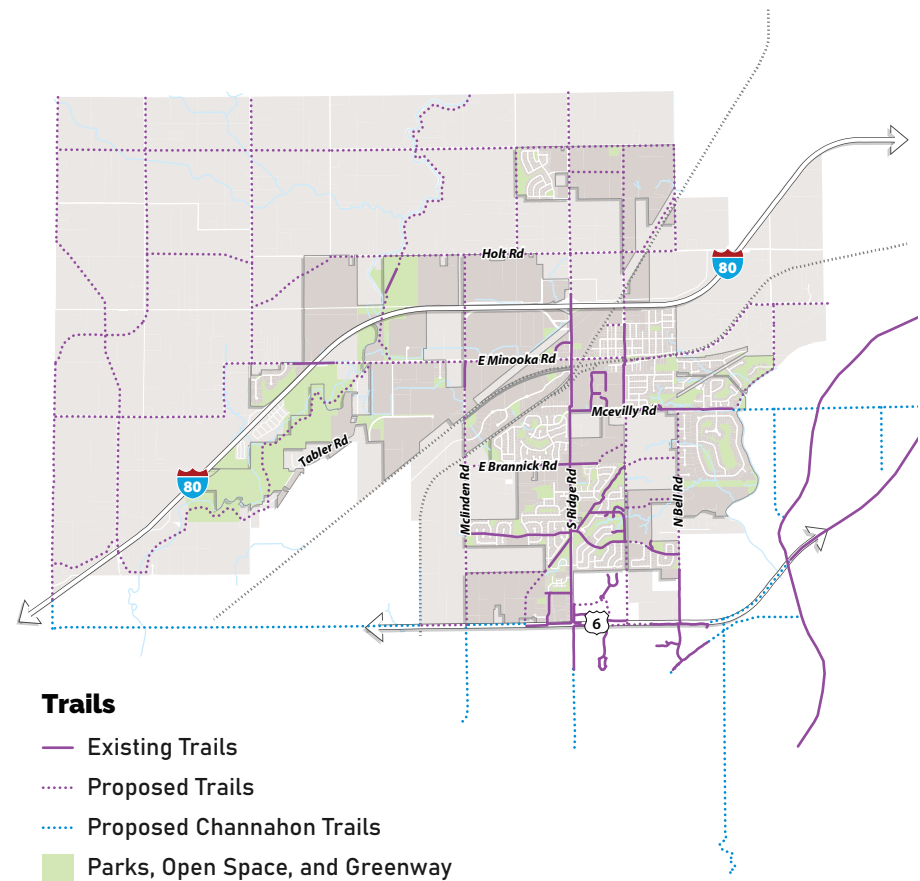 Holt Rd
80
E Minooka Rd
Mcevilly Rd
Tabler Rd
E Brannick Rd
80
Mclinden Rd
S Ridge Rd
N Bell Rd
6
Trails
Existing Trails
Proposed Trails
Proposed Channahon Trails
Parks, Open Space, and Greenway